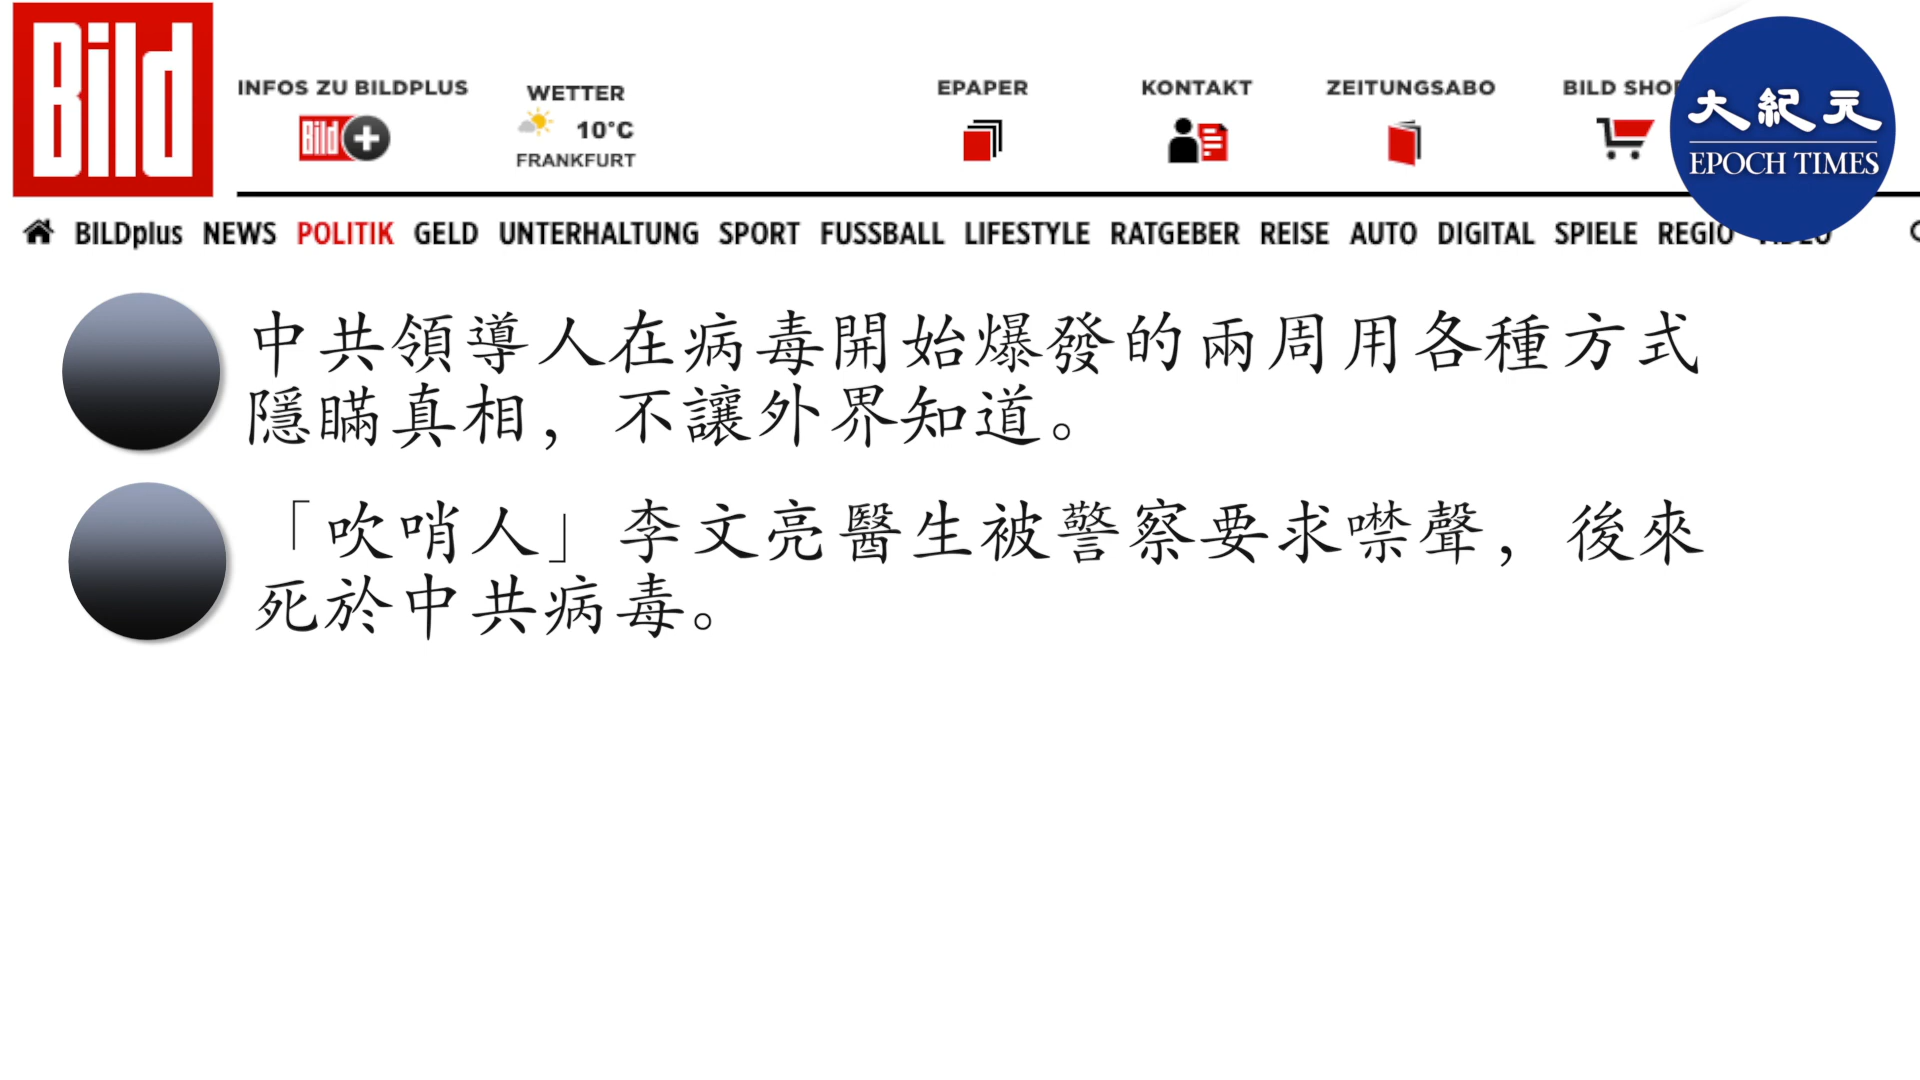 Bild
INFOS ZU BILDPLUS
Bild
WETTER
10°C
FRANKFURT
EPAPER
KONTAKT
ZEITUNGSABO
BILD SHOP
大紀元
EPOCH TIMES
BILDplus NEWS POLITIK GELD UNTERHALTUNG SPORT FUSSBALL LIFESTYLE RATGEBER REISE AUTO DIGITAL SPIELE REGIO
中共領導人在病毒開始爆發的兩周用各種方式
隱瞞真相，不讓外界知道。
「吹哨人」李文亮醫生被警察要求噤聲，後來
死於中共病毒。